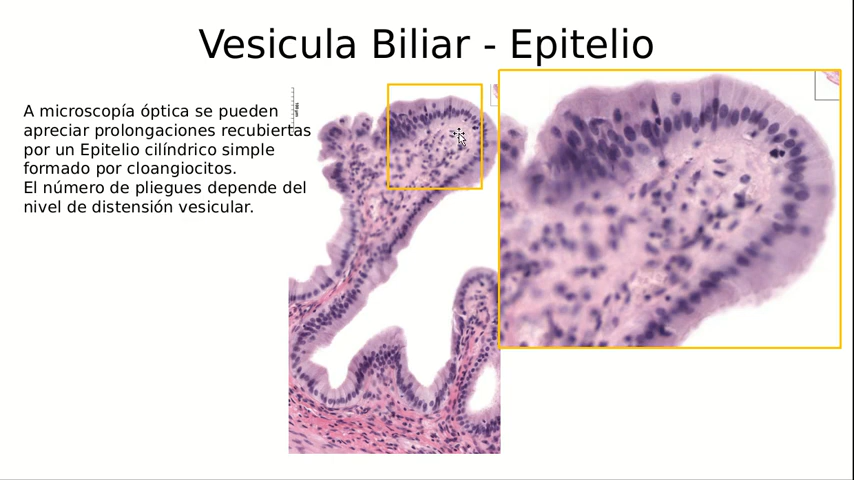 Vesicula Biliar - Epitelio
A microscopía óptica se pueden
apreciar prolongaciones recubiertas
por un Epitelio cilíndrico simple
formado por cloangiocitos.
El número de pliegues depende del
nivel de distensión vesicular.